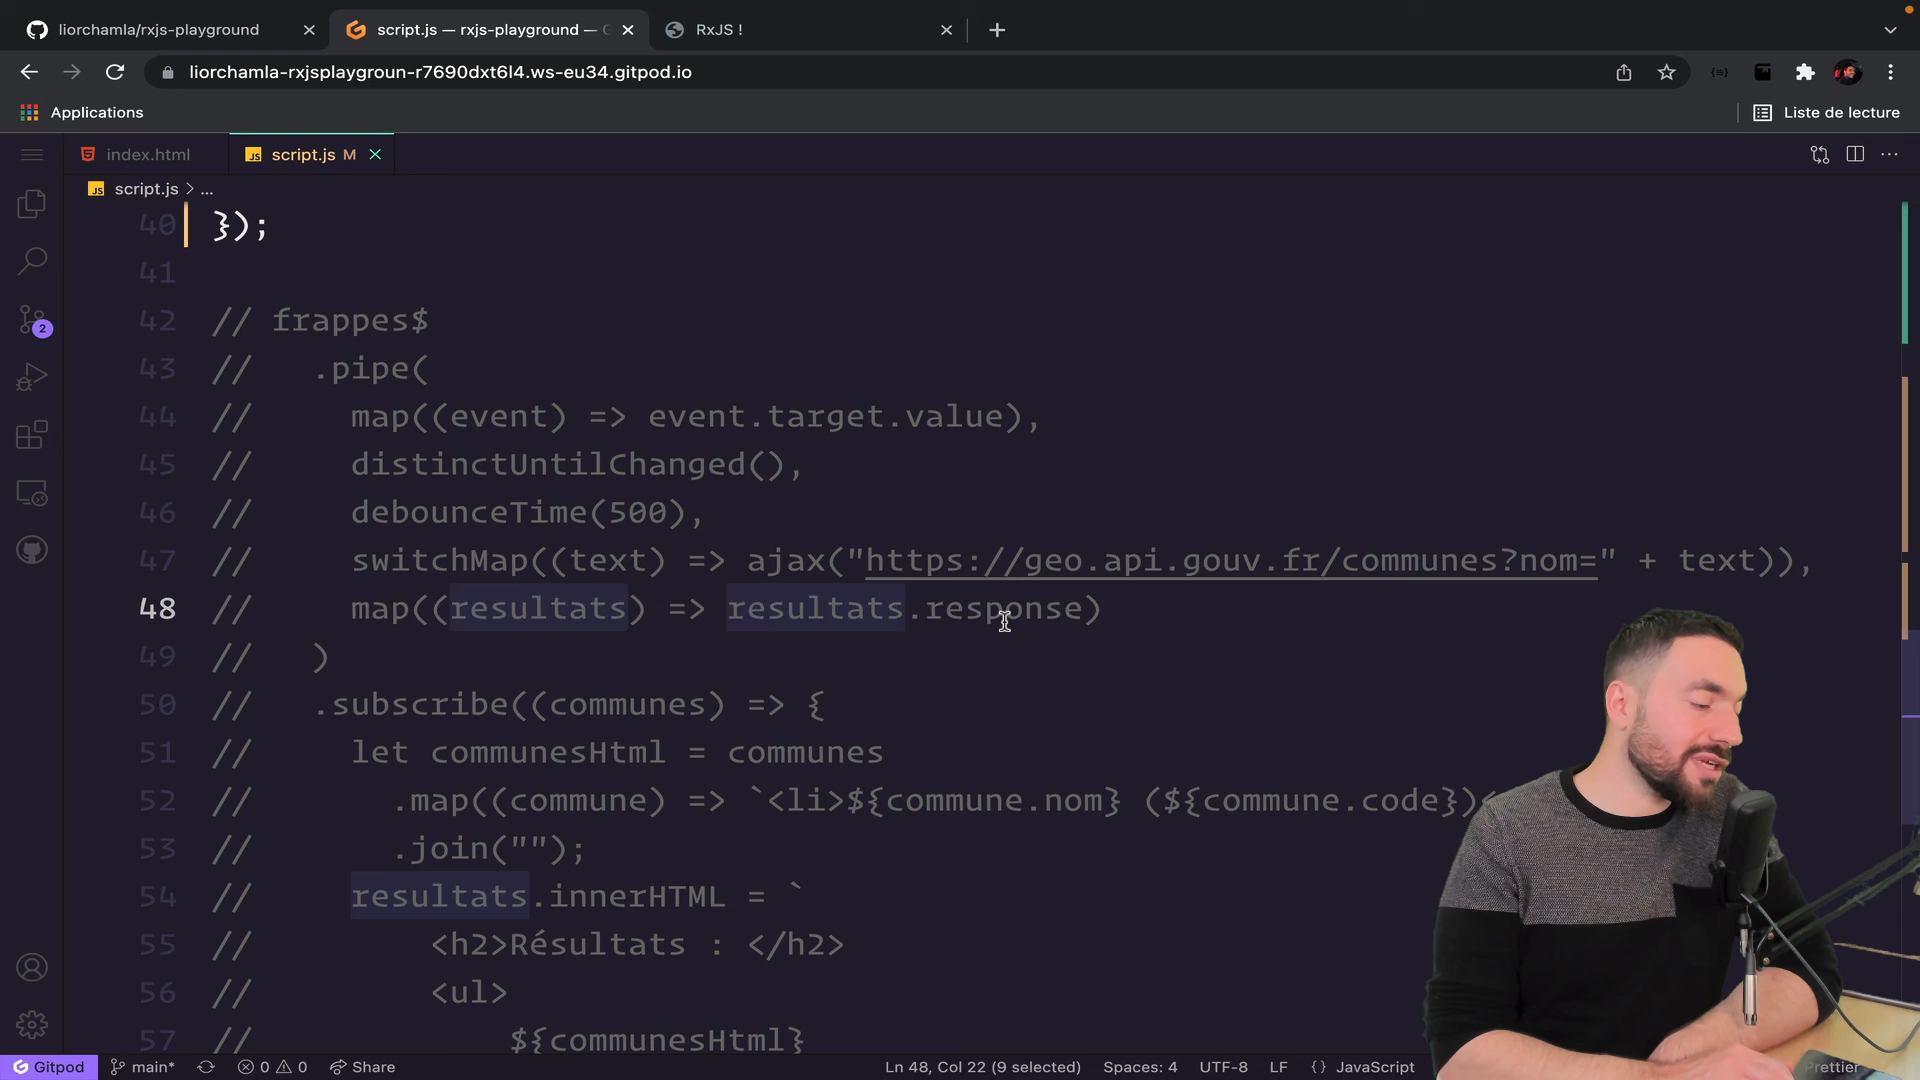 liorchamla/rxjs-playground
script.js — rxjs-playground —
RxJS !
liorchamla-rxjsplaygroun-r7690dxt6l4.ws-eu34.gitpod.io
Applications
Liste de lecture
index.html
JS script.js M
JS script.js > ...
40 });
41
42 // frappes$
43 //   .pipe(
44 //     map((event) => event.target.value),
45 //     distinctUntilChanged(),
46 //     debounceTime(500),
47 //     switchMap((text) => ajax("https://geo.api.gouv.fr/communes?nom=" + text)),
48 //     map((resultats) => resultats.response)
49 //   )
50 //   .subscribe((communes) => {
51 //     let communesHtml = communes
52 //       .map((commune) => `<li>${commune.nom} (${commune.code})<
53 //       .join("");
54 //     resultats.innerHTML = `
55 //         <h2>Résultats : </h2>
56 //         <ul>
57 //             ${communesHtml}
2
Gitpod main* 0 0 Share Ln 48, Col 22 (9 selected) Spaces: 4 UTF-8 LF {} JavaScript Prettier